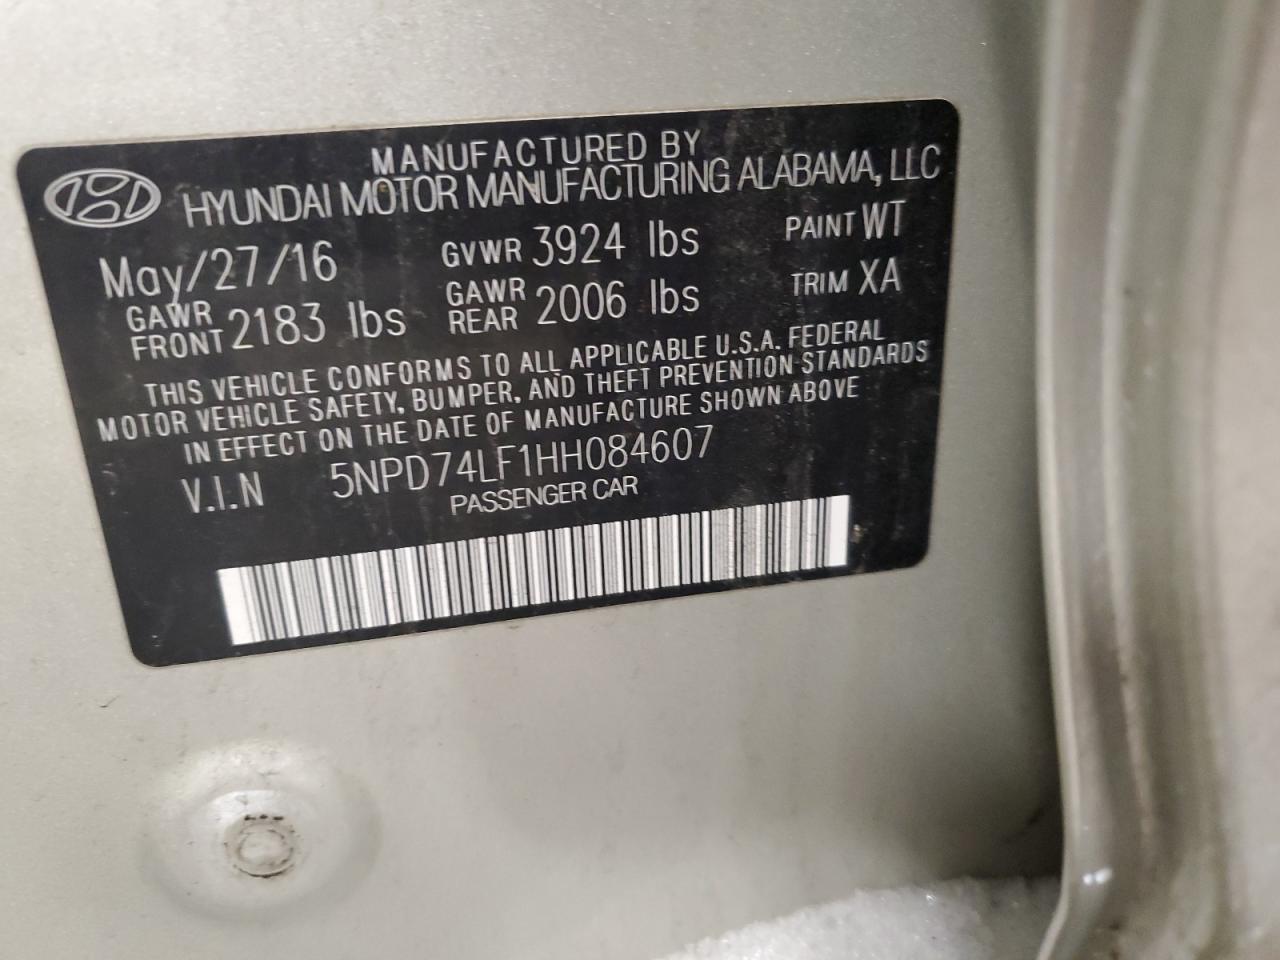 MANUFACTURED BY
HYUNDAI MOTOR MANUFACTURING ALABAMA, LLC
May/27/16 GVWR 3924 lbs PAINT WT
GAWR FRONT 2183 lbs GAWR REAR 2006 lbs TRIM XA
THIS VEHICLE CONFORMS TO ALL APPLICABLE U.S.A. FEDERAL
MOTOR VEHICLE SAFETY, BUMPER, AND THEFT PREVENTION STANDARDS
IN EFFECT ON THE DATE OF MANUFACTURE SHOWN ABOVE
V.I.N 5NPD74LF1HH084607
PASSENGER CAR